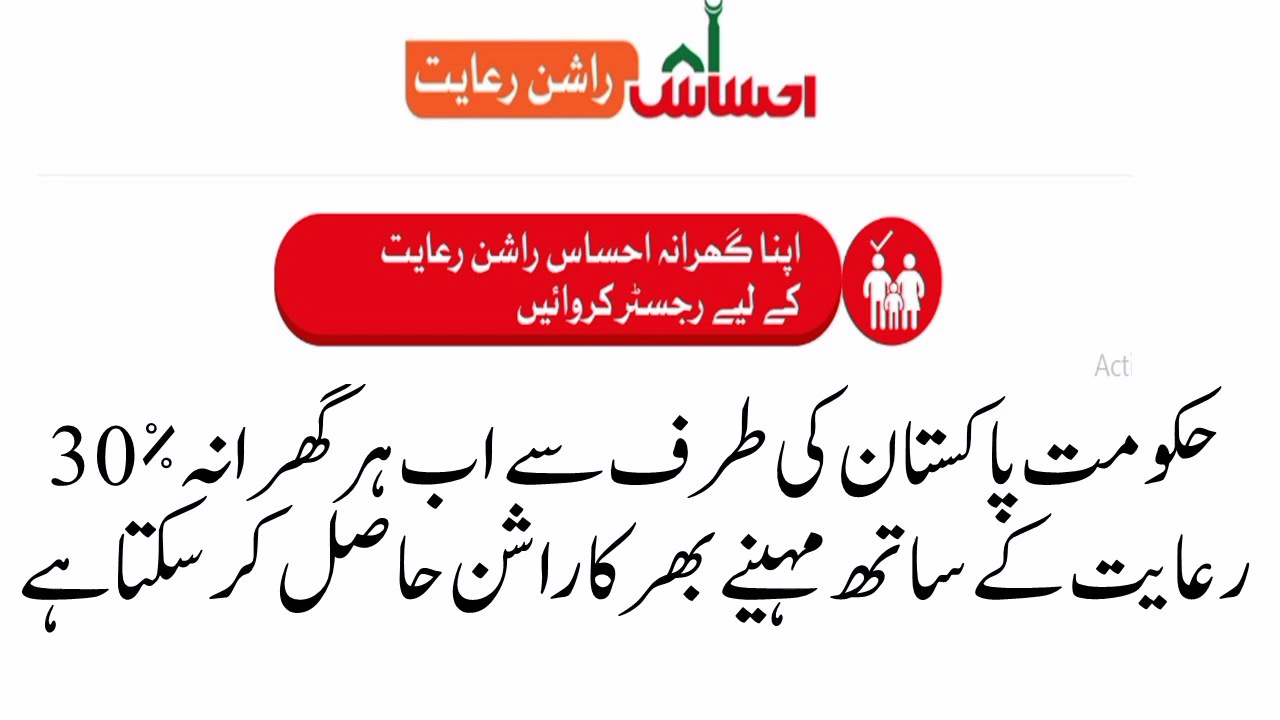 احساس راشن رعایت
اپنا گھرانہ احساس راشن رعایت
کے لیے رجسٹر کروائیں
Acti
حکومت پاکستان کی طرف سے اب ہر گھرانہ %30
رعایت کے ساتھ مہینے بھر کا راشن حاصل کر سکتا ہے